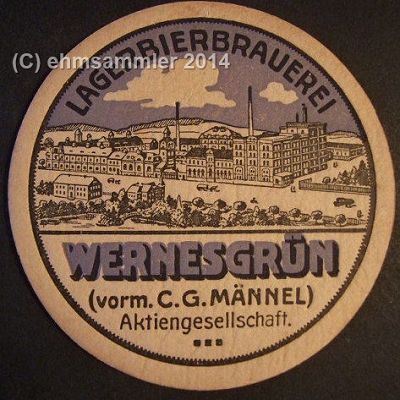 (C) ehmsammler 2014
LAGERBIERBRAUEREI
WERNESGRÜN
(vorm. C.G. MÄNNEL)
Aktiengesellschaft.